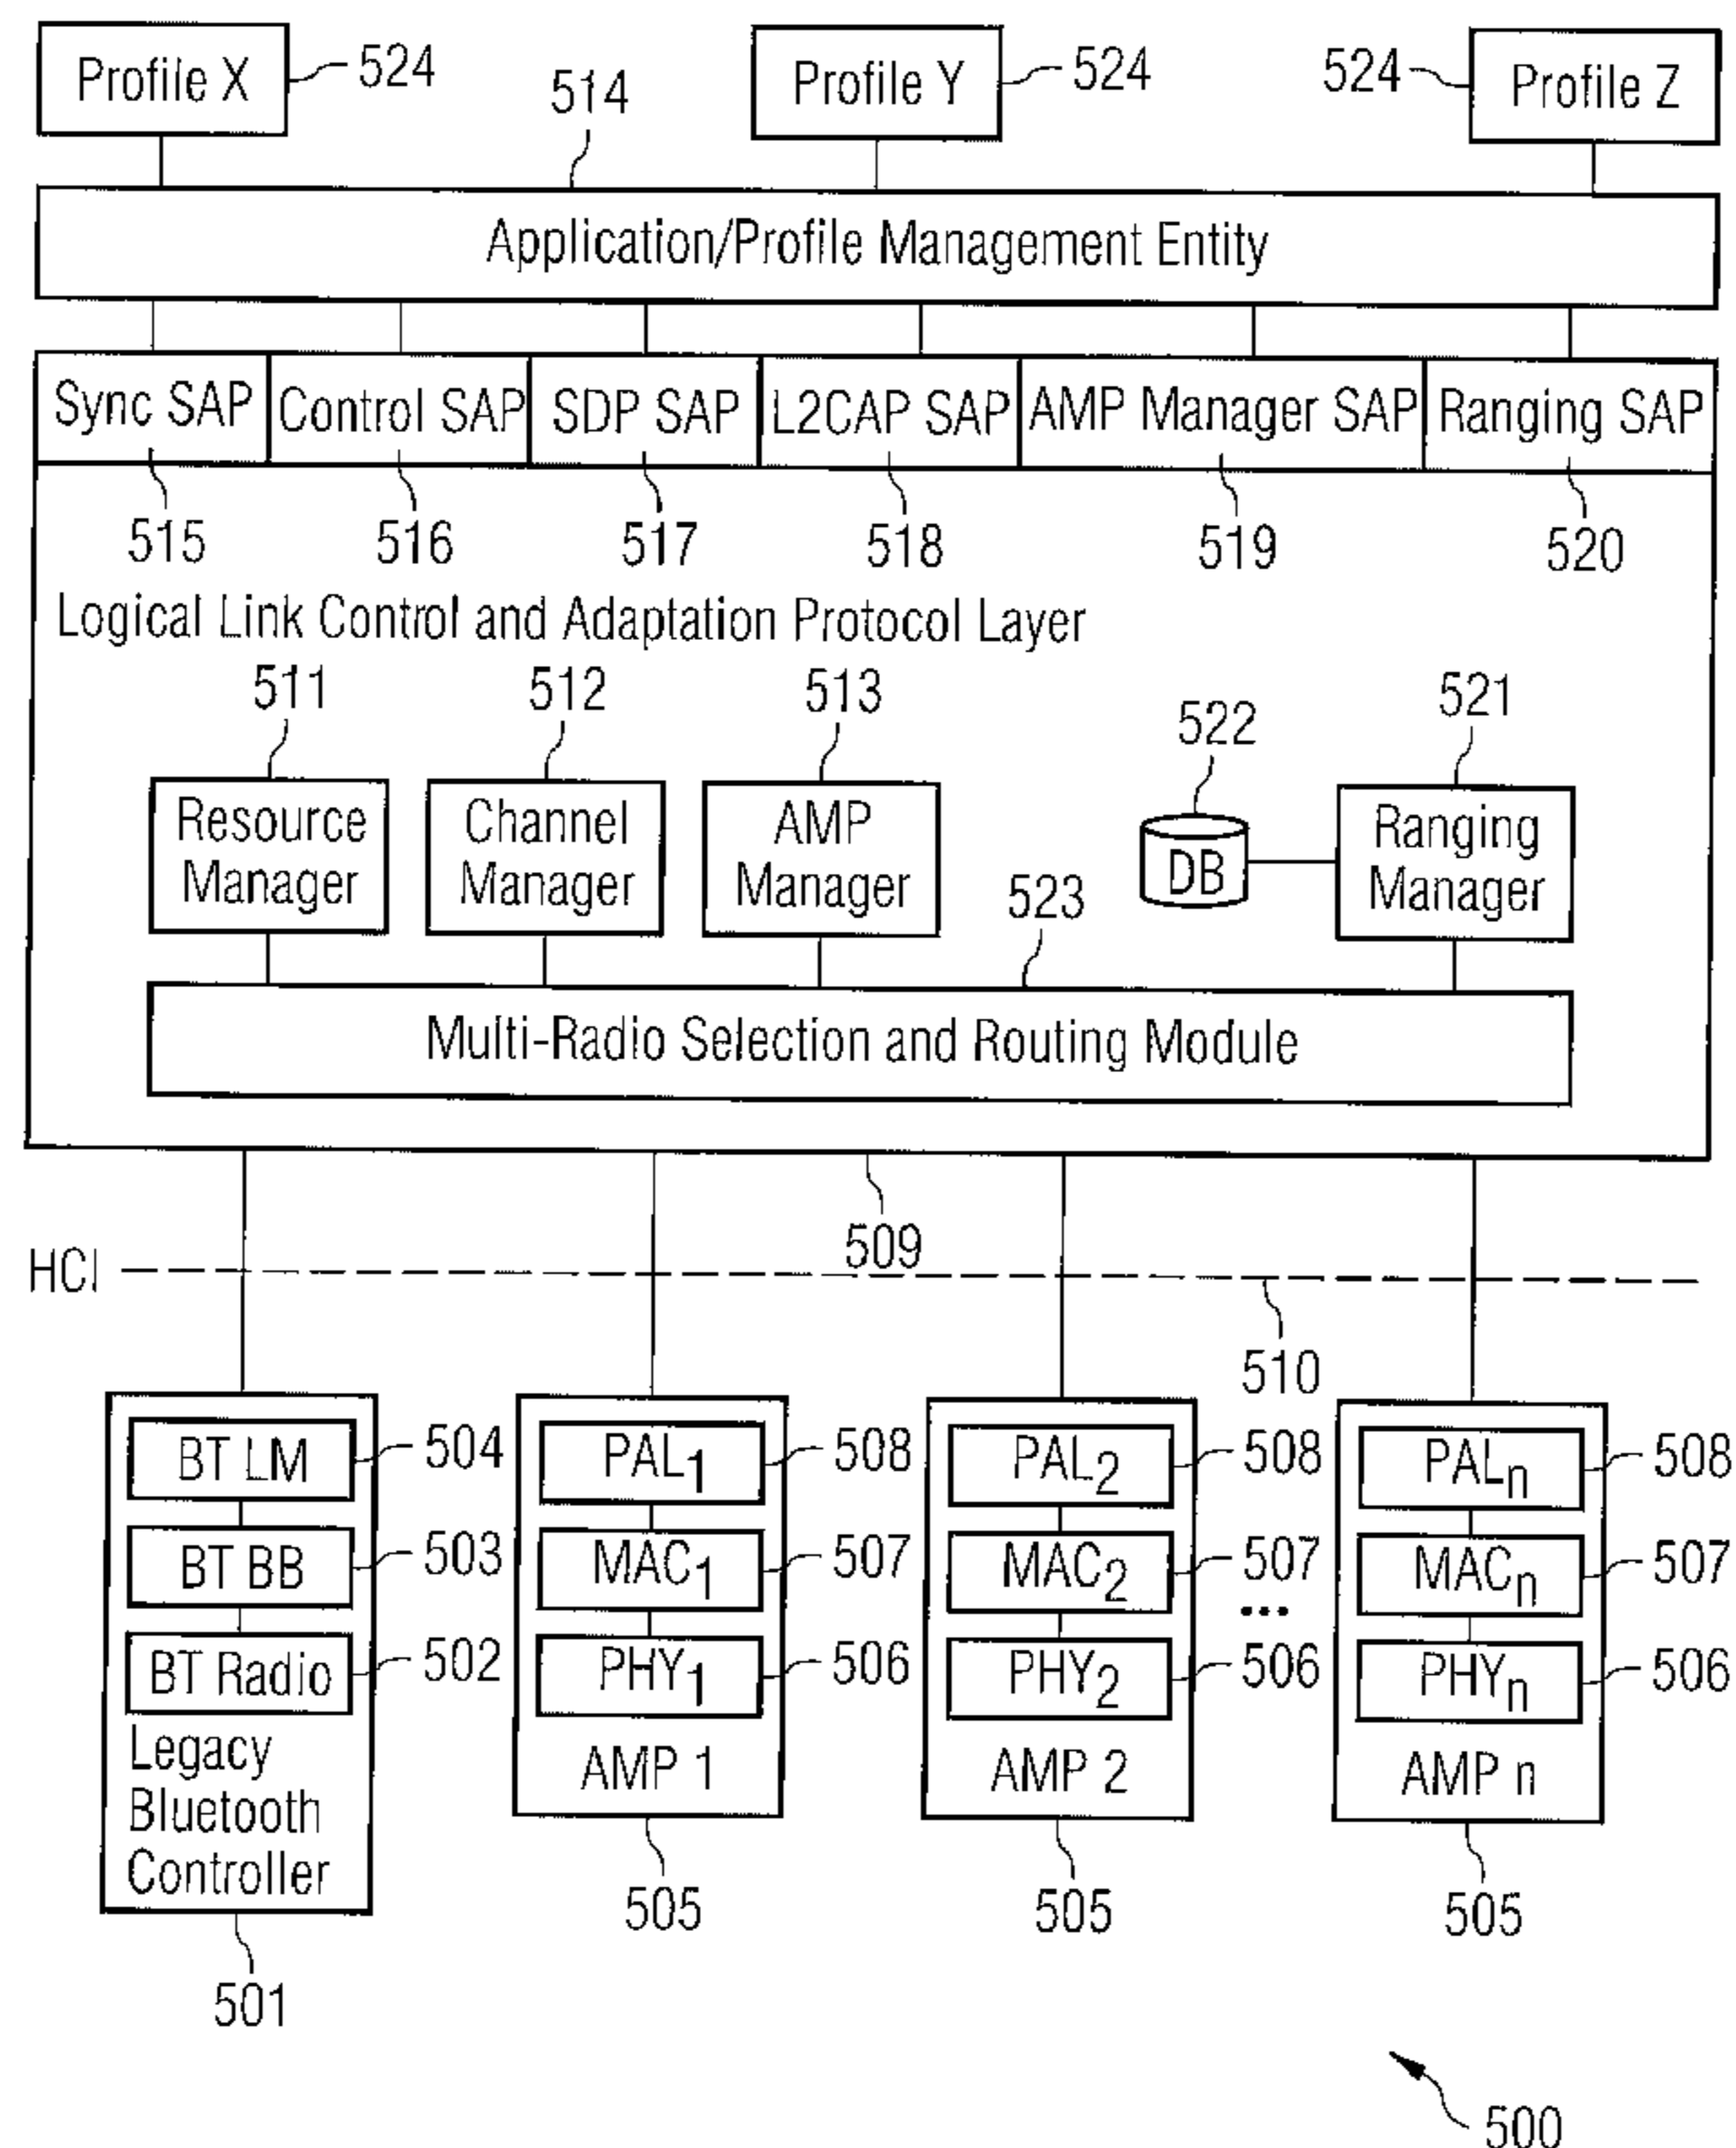 Profile X
524
Profile Y
524
524
Profile Z
514
Application/Profile Management Entity
Sync SAP
Control SAP
SDP SAP
L2CAP SAP
AMP Manager SAP
Ranging SAP
515
516
517
518
519
520
Logical Link Control and Adaptation Protocol Layer
511
512
513
522
521
Resource
Manager
Channel
Manager
AMP
Manager
DB
Ranging
Manager
523
Multi-Radio Selection and Routing Module
509
HCI
510
BT LM
504
BT BB
503
BT Radio
502
Legacy
Bluetooth
Controller
501
PAL1
508
MAC1
507
PHY1
506
AMP 1
505
PAL2
508
MAC2
507
PHY2
506
AMP 2
505
...
PALn
508
MACn
507
PHYn
506
AMP n
505
500